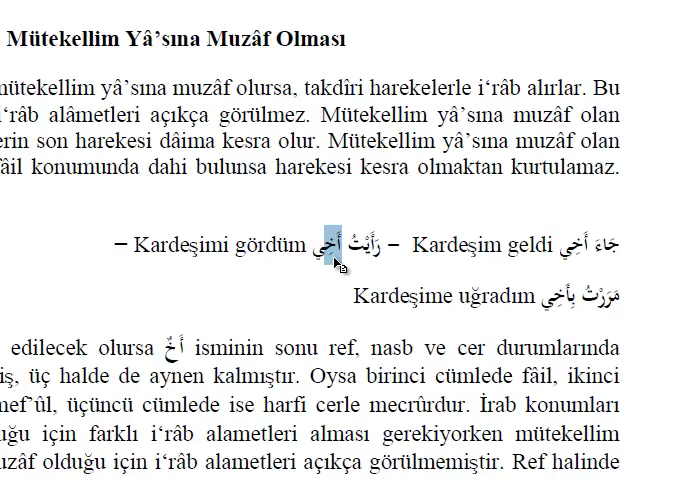 Mütekellim Yâ’sına Muzâf Olması
mütekellim yâ’sına muzâf olursa, takdîri harekelerle i‘râb alırlar. Bu
i‘râb alâmetleri açıkça görülmez. Mütekellim yâ’sına muzâf olan
erin son harekesi dâima kesra olur. Mütekellim yâ’sına muzâf olan
fâil konumunda dahi bulunsa harekesi kesra olmaktan kurtulamaz.
جَاءَ أَخِي Kardeşim geldi – رَأَيْتُ أَخِي Kardeşimi gördüm –
مَرَرْتُ بِأَخِي Kardeşime uğradım
edilecek olursa أَخٌ isminin sonu ref, nasb ve cer durumlarında
iş, üç halde de aynen kalmıştır. Oysa birinci cümlede fâil, ikinci
mef’ûl, üçüncü cümlede ise harfi cerle mecrûrdur. İrab konumları
uğu için farklı i‘râb alametleri alması gerekiyorken mütekellim
uzâf olduğu için i‘râb alametleri açıkça görülmemiştir. Ref halinde